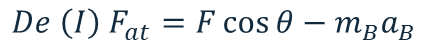 De (I) F_at = F cos θ − m_B a_B